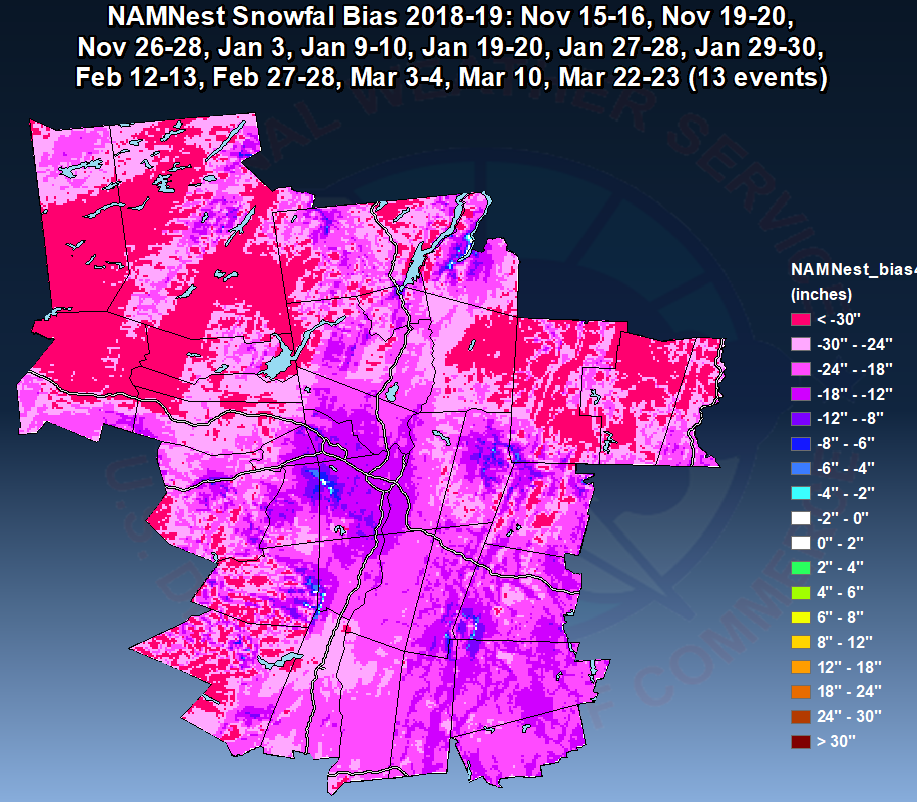 NAMNest Snowfal Bias 2018-19: Nov 15-16, Nov 19-20,
Nov 26-28, Jan 3, Jan 9-10, Jan 19-20, Jan 27-28, Jan 29-30,
Feb 12-13, Feb 27-28, Mar 3-4, Mar 10, Mar 22-23 (13 events)
NAMNest_bias4
(inches)
< -30"
-30" - -24"
-24" - -18"
-18" - -12"
-12" - -8"
-8" - -6"
-6" - -4"
-4" - -2"
-2" - 0"
0" - 2"
2" - 4"
4" - 6"
6" - 8"
8" - 12"
12" - 18"
18" - 24"
24" - 30"
> 30"